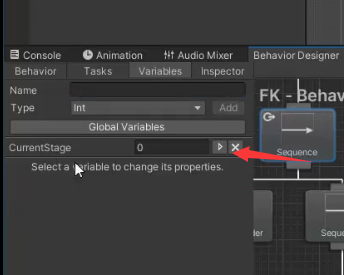 Console Animation Audio Mixer Behavior Designer
Behavior Tasks Variables Inspector
Name
Type Int Add
Global Variables
CurrentStage 0
Select a variable to change its properties.
FK - Behav
Sequence
der
Seque